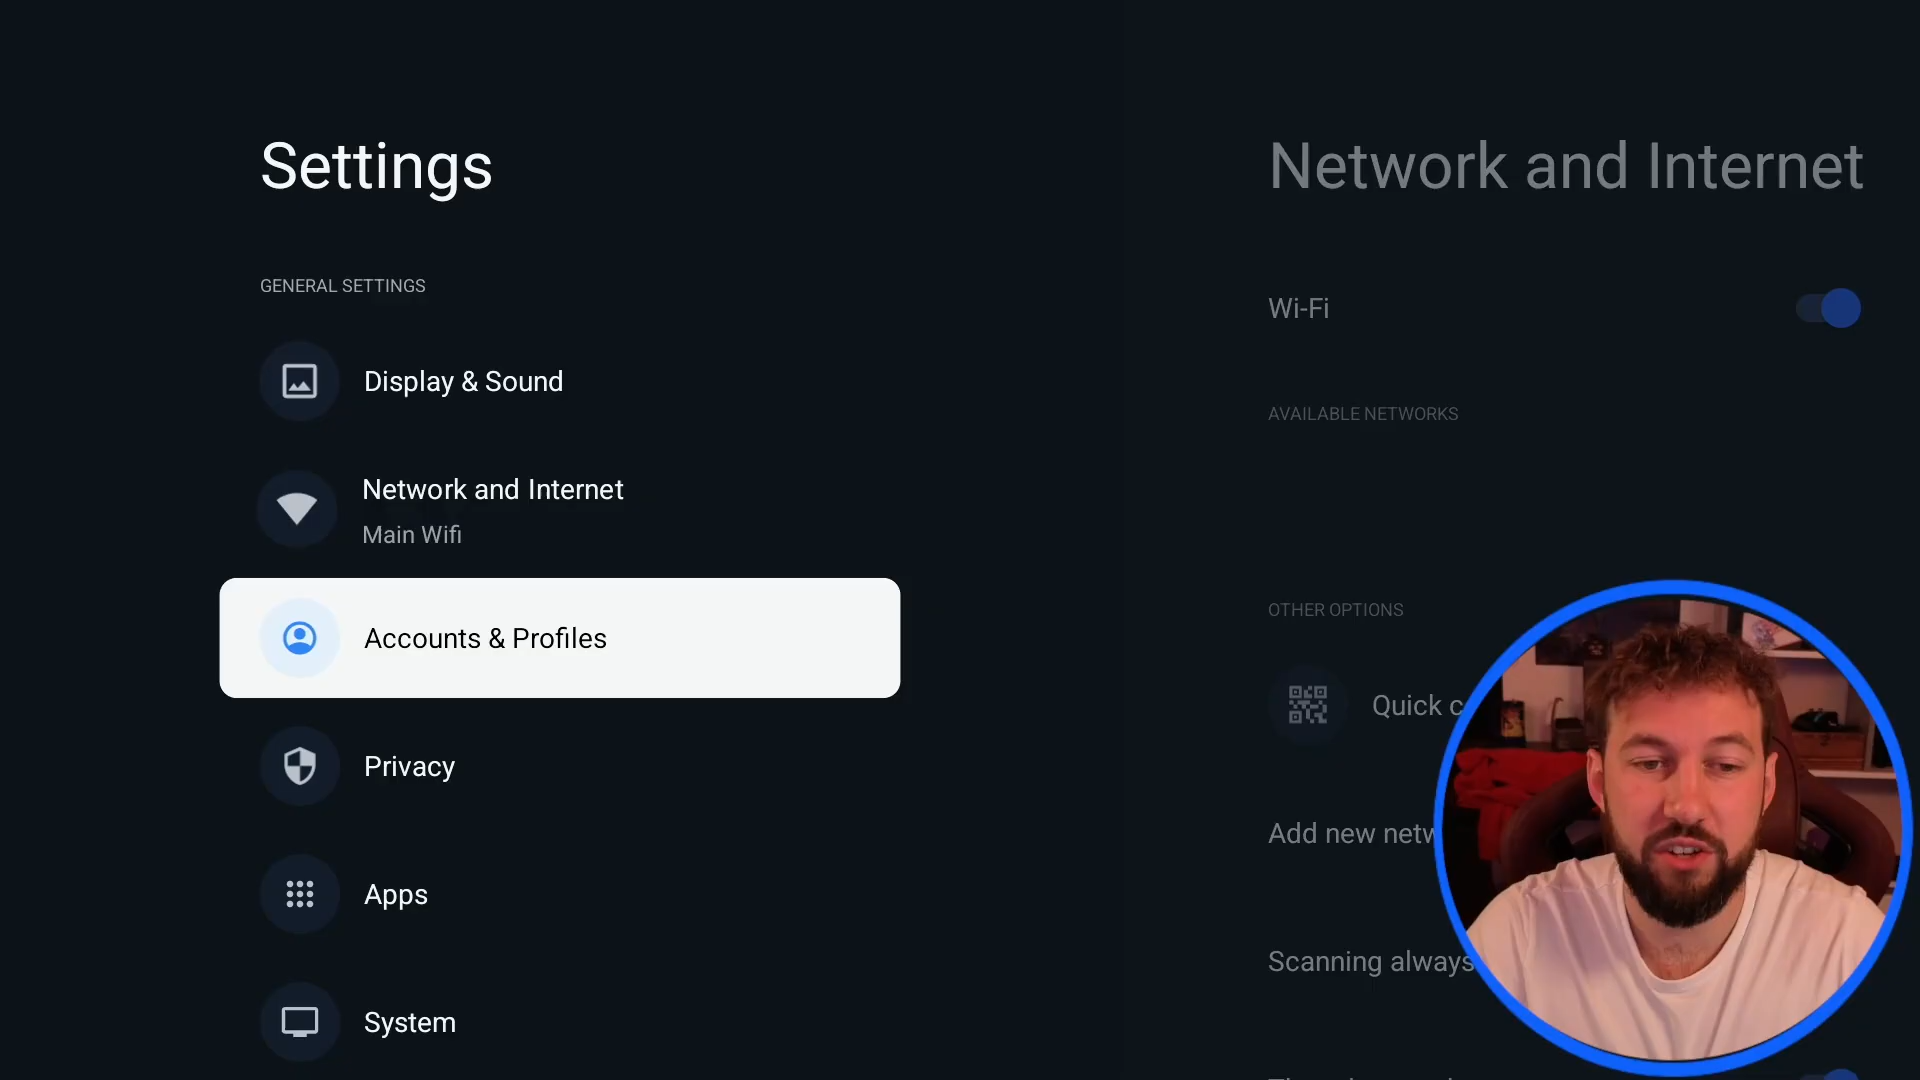 Settings
GENERAL SETTINGS
Display & Sound
Network and Internet
Main Wifi
Accounts & Profiles
Privacy
Apps
System
Network and Internet
Wi-Fi
AVAILABLE NETWORKS
OTHER OPTIONS
Quick
Add new
Scanning always